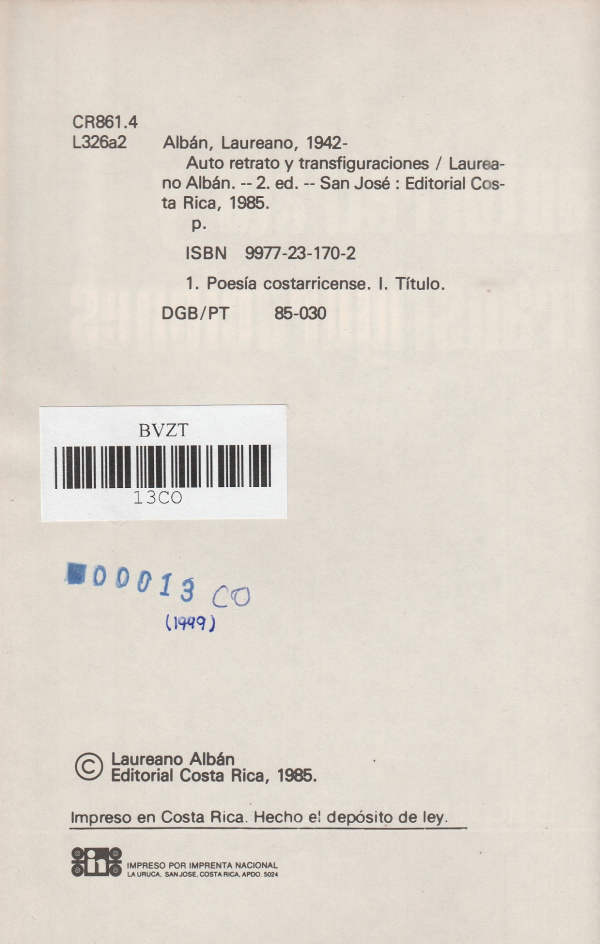 CR861.4
L326a2 Albán, Laureano, 1942-
Auto retrato y transfiguraciones / Laurea-
no Albán. -- 2. ed. -- San José : Editorial Cos-
ta Rica, 1985.
p.
ISBN 9977-23-170-2
1. Poesía costarricense. I. Título.
DGB/PT 85-030
BVZT
13CO
00013 CO
(1999)
© Laureano Albán
Editorial Costa Rica, 1985.
Impreso en Costa Rica. Hecho el depósito de ley.
IMPRESO POR IMPRENTA NACIONAL
LA URUCA, SAN JOSE, COSTA RICA, APDO. 5024